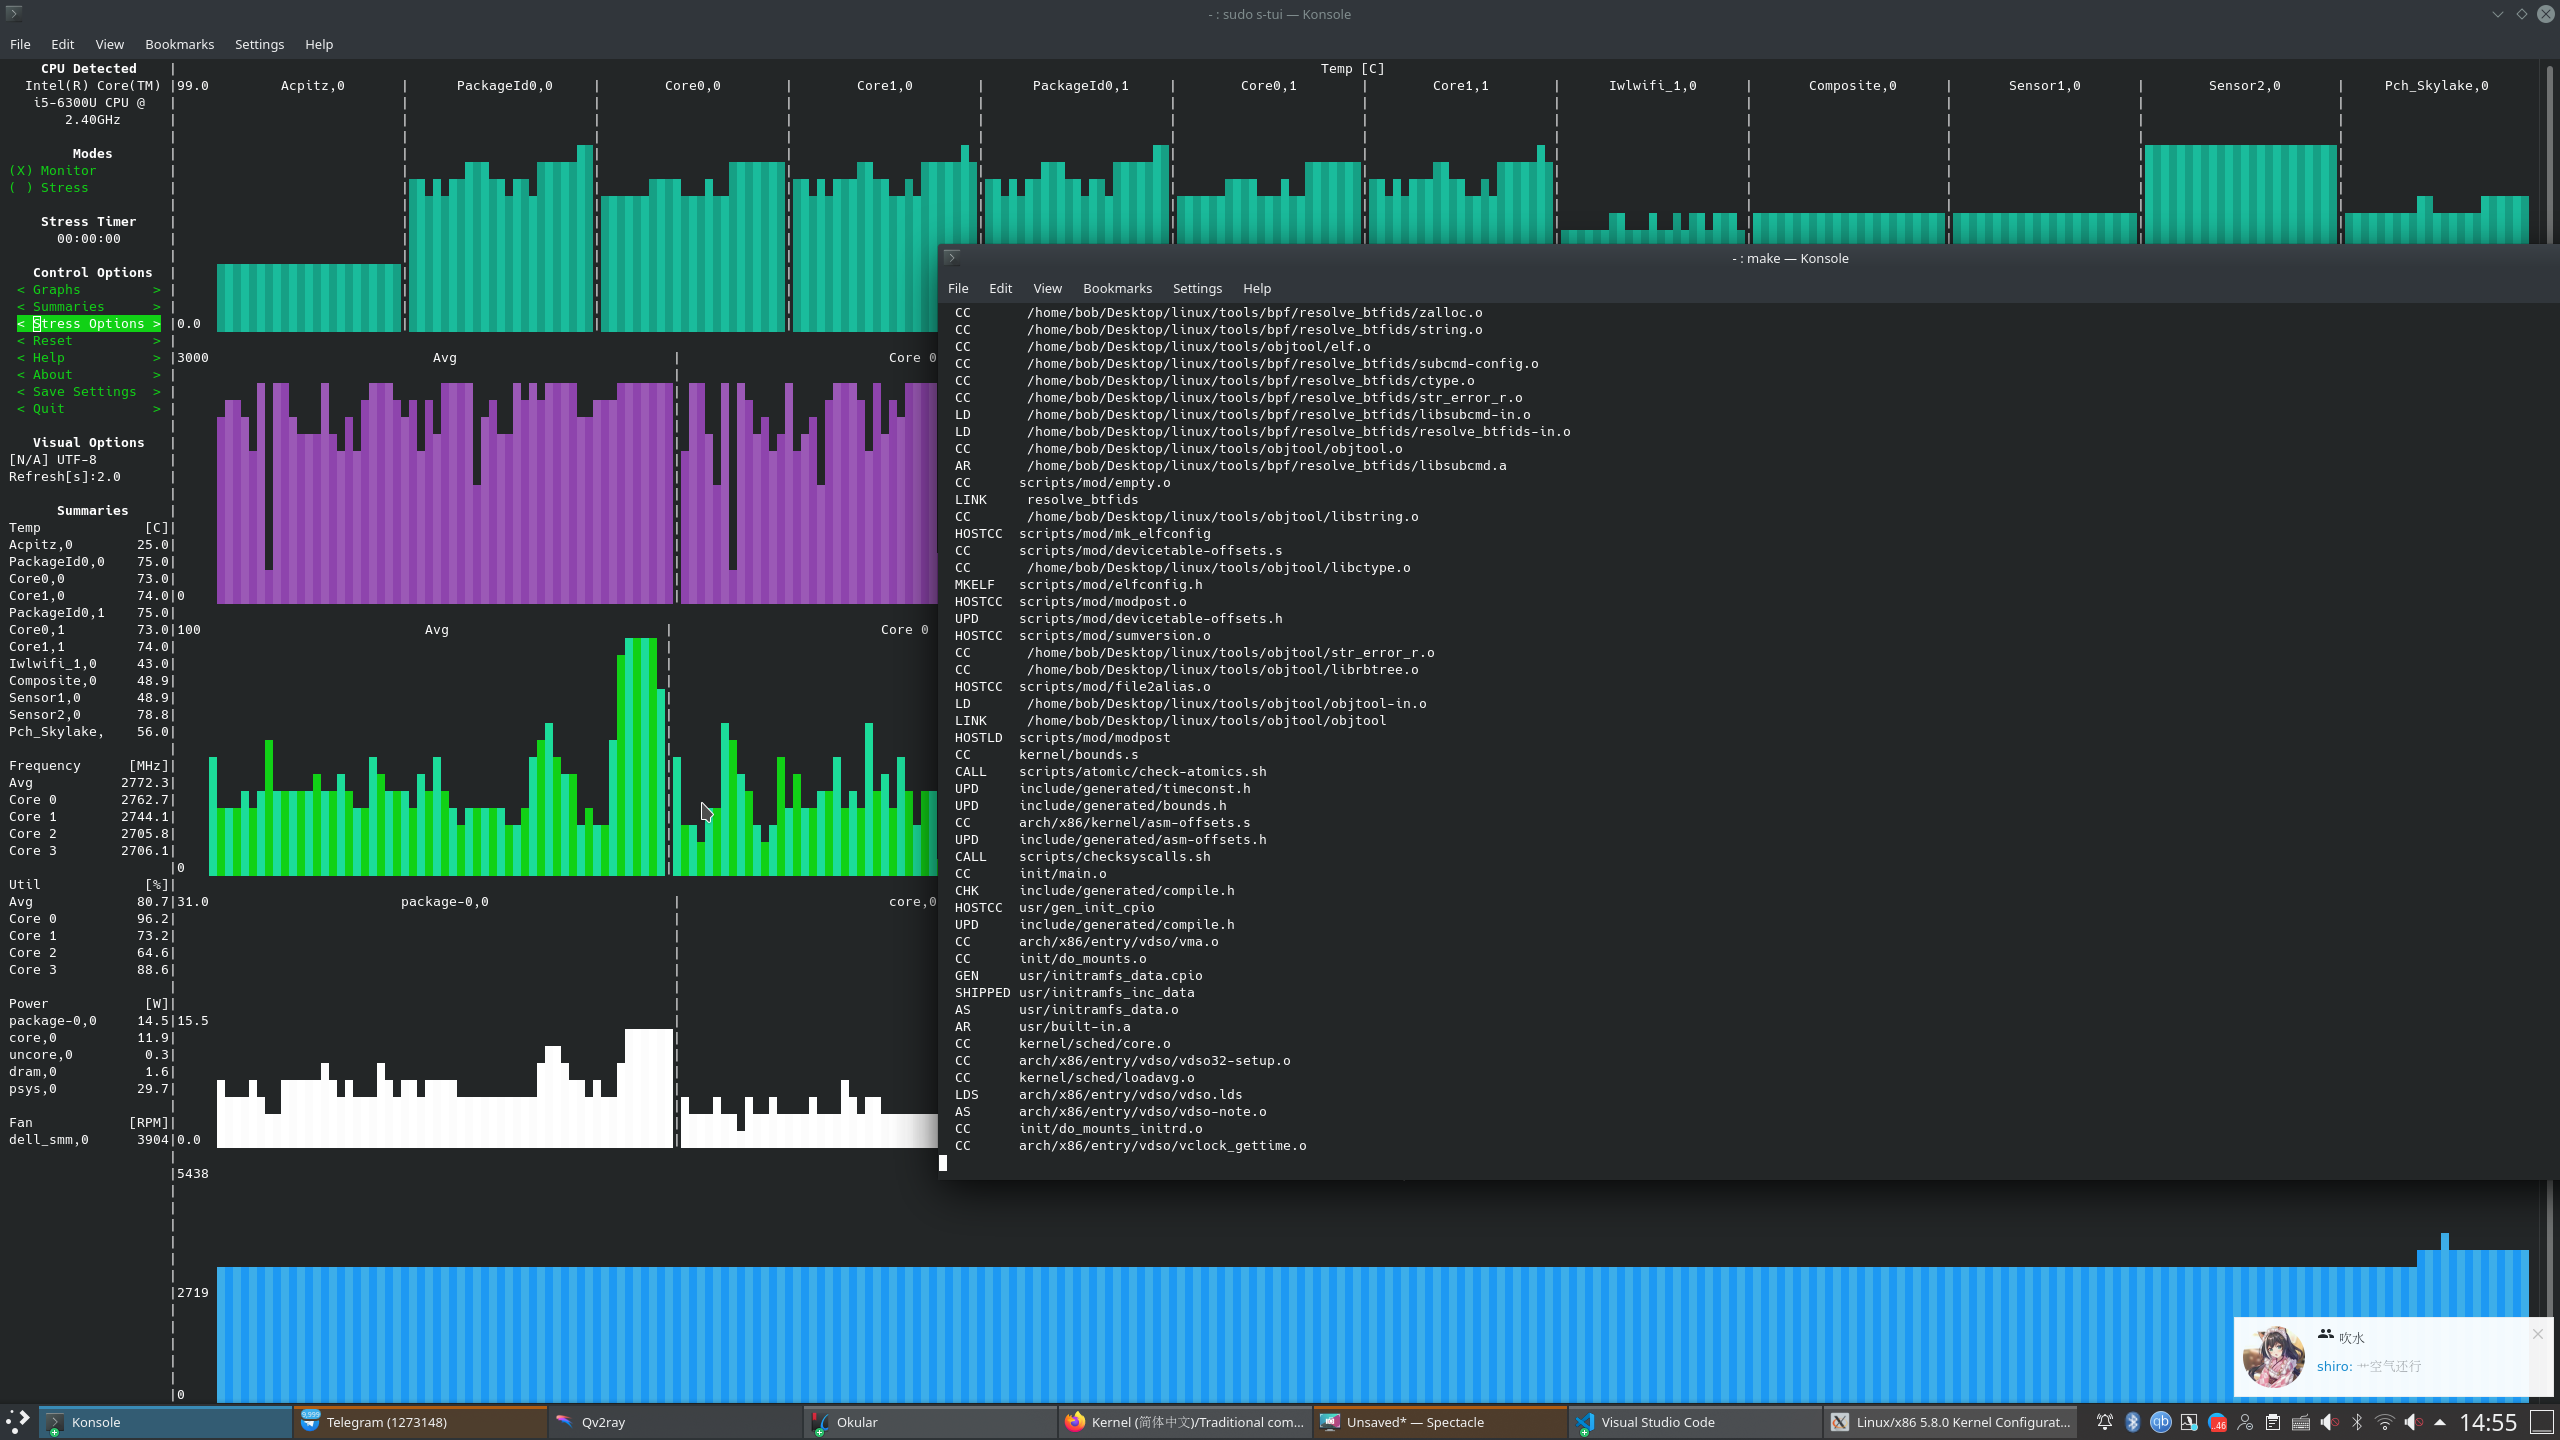 - : sudo s-tui — Konsole
File Edit View Bookmarks Settings Help
CPU Detected
Intel(R) Core(TM)
i5-6300U CPU @
2.40GHz
Modes
(X) Monitor
( ) Stress
Stress Timer
00:00:00
Control Options
< Graphs >
< Summaries >
< Stress Options >
< Reset >
< Help >
< About >
< Save Settings >
< Quit >
Visual Options
[N/A] UTF-8
Refresh[s]:2.0
Summaries
Temp [C]
Acpitz,0 25.0
PackageId0,0 75.0
Core0,0 73.0
Core1,0 74.0
PackageId0,1 75.0
Core0,1 73.0
Core1,1 74.0
Iwlwifi_1,0 43.0
Composite,0 48.9
Sensor1,0 48.9
Sensor2,0 78.8
Pch_Skylake, 56.0
Frequency [MHz]
Avg 2772.3
Core 0 2762.7
Core 1 2744.1
Core 2 2705.8
Core 3 2706.1
Util [%]
Avg 80.7
Core 0 96.2
Core 1 73.2
Core 2 64.6
Core 3 88.6
Power [W]
package-0,0 14.5
core,0 11.9
uncore,0 0.3
dram,0 1.6
psys,0 29.7
Fan [RPM]
dell_smm,0 3904
Temp [C]
99.0 Acpitz,0 PackageId0,0 Core0,0 Core1,0 PackageId0,1 Core0,1 Core1,1 Iwlwifi_1,0 Composite,0 Sensor1,0 Sensor2,0 Pch_Skylake,0
0.0
3000 Avg Core 0
0
100 Avg Core 0
0
31.0 package-0,0 core,0
15.5
0.0
5438
2719
0
- : make — Konsole
File Edit View Bookmarks Settings Help
CC /home/bob/Desktop/linux/tools/bpf/resolve_btfids/zalloc.o
CC /home/bob/Desktop/linux/tools/bpf/resolve_btfids/string.o
CC /home/bob/Desktop/linux/tools/objtool/elf.o
CC /home/bob/Desktop/linux/tools/bpf/resolve_btfids/subcmd-config.o
CC /home/bob/Desktop/linux/tools/bpf/resolve_btfids/ctype.o
CC /home/bob/Desktop/linux/tools/bpf/resolve_btfids/str_error_r.o
LD /home/bob/Desktop/linux/tools/bpf/resolve_btfids/libsubcmd-in.o
LD /home/bob/Desktop/linux/tools/bpf/resolve_btfids/resolve_btfids-in.o
CC /home/bob/Desktop/linux/tools/objtool/objtool.o
AR /home/bob/Desktop/linux/tools/bpf/resolve_btfids/libsubcmd.a
CC scripts/mod/empty.o
LINK resolve_btfids
CC /home/bob/Desktop/linux/tools/objtool/libstring.o
HOSTCC scripts/mod/mk_elfconfig
CC scripts/mod/devicetable-offsets.s
CC /home/bob/Desktop/linux/tools/objtool/libctype.o
MKELF scripts/mod/elfconfig.h
HOSTCC scripts/mod/modpost.o
UPD scripts/mod/devicetable-offsets.h
HOSTCC scripts/mod/sumversion.o
CC /home/bob/Desktop/linux/tools/objtool/str_error_r.o
CC /home/bob/Desktop/linux/tools/objtool/librbtree.o
HOSTCC scripts/mod/file2alias.o
LD /home/bob/Desktop/linux/tools/objtool/objtool-in.o
LINK /home/bob/Desktop/linux/tools/objtool/objtool
HOSTLD scripts/mod/modpost
CC kernel/bounds.s
CALL scripts/atomic/check-atomics.sh
UPD include/generated/timeconst.h
UPD include/generated/bounds.h
CC arch/x86/kernel/asm-offsets.s
UPD include/generated/asm-offsets.h
CALL scripts/checksyscalls.sh
CC init/main.o
CHK include/generated/compile.h
HOSTCC usr/gen_init_cpio
UPD include/generated/compile.h
CC arch/x86/entry/vdso/vma.o
CC init/do_mounts.o
GEN usr/initramfs_data.cpio
SHIPPED usr/initramfs_inc_data
AS usr/initramfs_data.o
AR usr/built-in.a
CC kernel/sched/core.o
CC arch/x86/entry/vdso/vdso32-setup.o
CC kernel/sched/loadavg.o
LDS arch/x86/entry/vdso/vdso.lds
AS arch/x86/entry/vdso/vdso-note.o
CC init/do_mounts_initrd.o
CC arch/x86/entry/vdso/vclock_gettime.o
吹水
shiro: 艹空气还行
Konsole
Telegram (1273148)
Qv2ray
Okular
Kernel (简体中文)/Traditional com...
Unsaved* — Spectacle
Visual Studio Code
Linux/x86 5.8.0 Kernel Configurat...
14:55